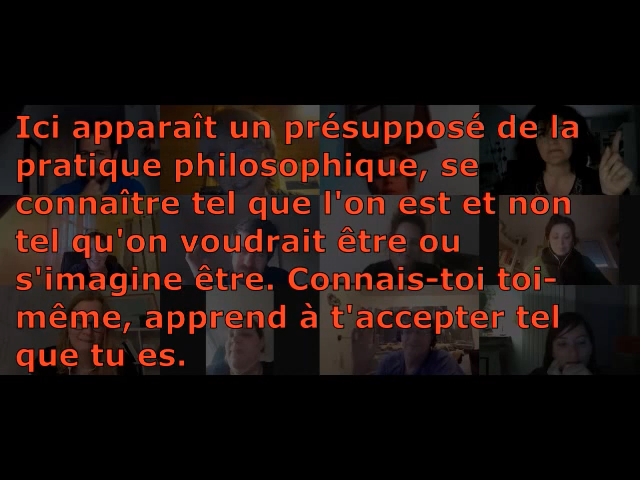 Ici apparaît un présupposé de la
pratique philosophique, se
connaître tel que l'on est et non
tel qu'on voudrait être ou
s'imagine être. Connais-toi toi-
même, apprend à t'accepter tel
que tu es.